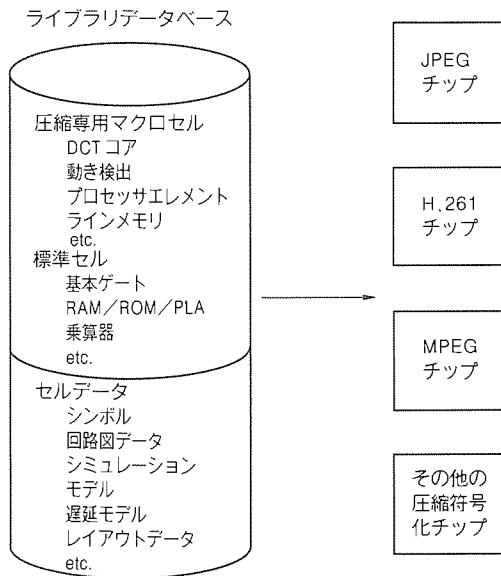 ライブラリデータベース
圧縮専用マクロセル
DCTコア
動き検出
プロセッサエレメント
ラインメモリ
etc.
標準セル
基本ゲート
RAM/ROM/PLA
乗算器
etc.
セルデータ
シンボル
回路図データ
シミュレーション
モデル
遅延モデル
レイアウトデータ
etc.
JPEG
チップ
H.261
チップ
MPEG
チップ
その他の
圧縮符号
化チップ